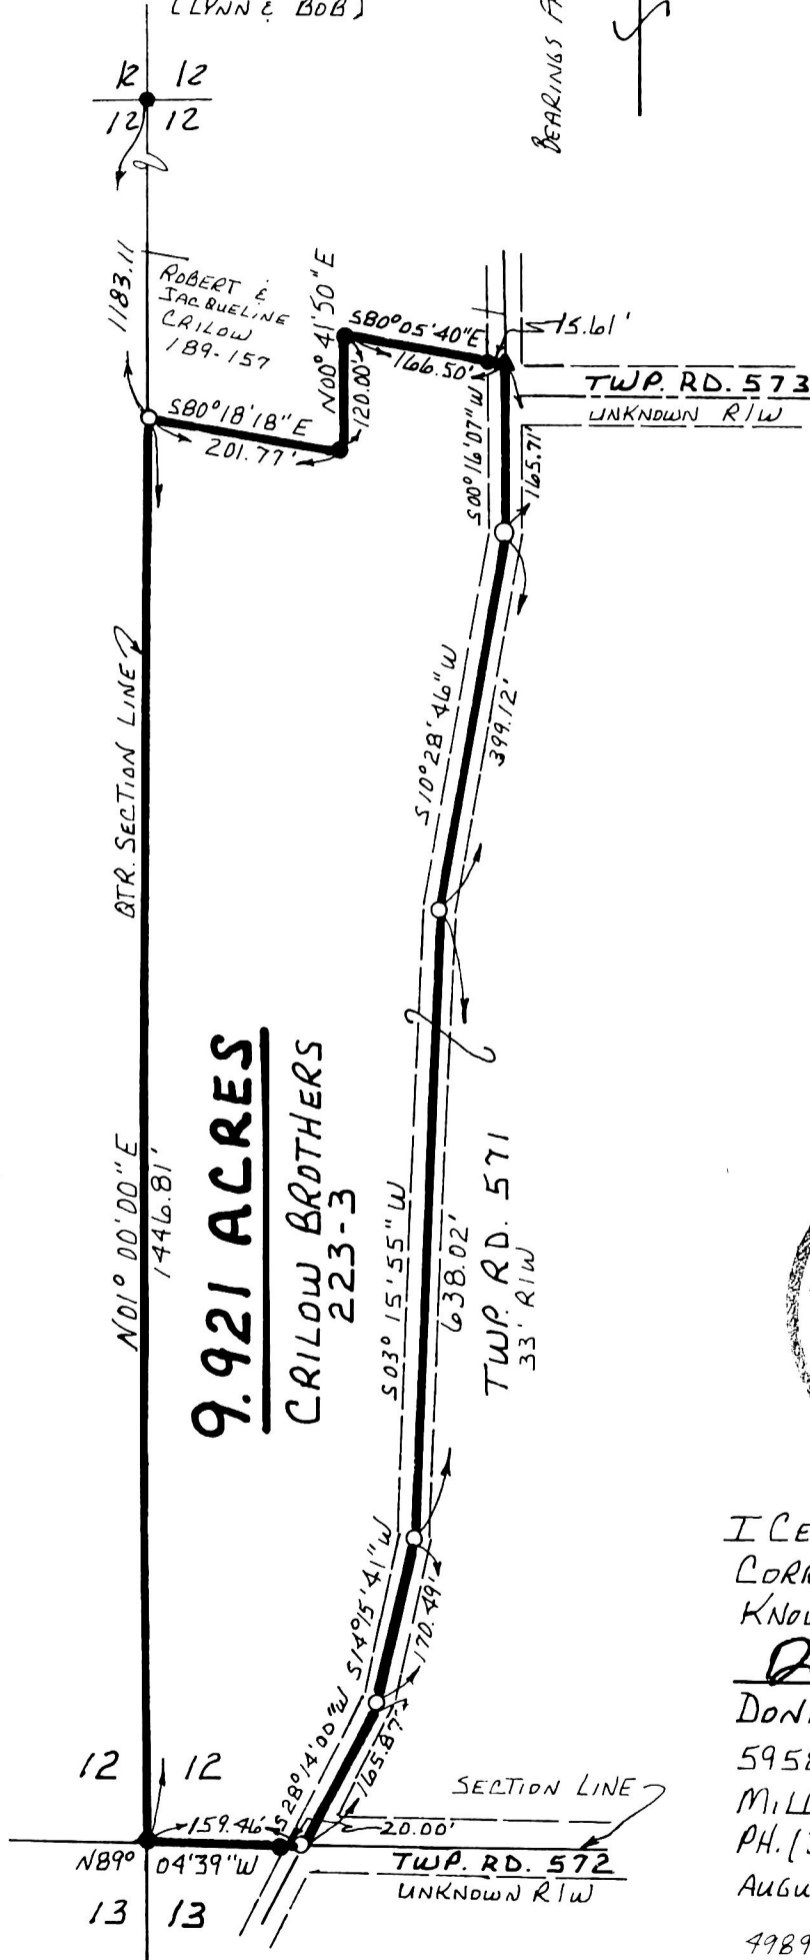 (LYNN & BOB)
BEARINGS
12 12
12 12
1183.11
ROBERT &
JACQUELINE
CRILOW
189-157
N00°41'50"E
120.00'
S80°05'40"E
166.50'
15.61'
TWP. RD. 573
UNKNOWN R/W
S80°18'18"E
201.77'
S00°16'07"W
165.71'
QTR. SECTION LINE
S10°28'46"W
399.12'
N01°00'00"E
1446.81'
9.921 ACRES
CRILOW BROTHERS
223-3
S03°15'55"W
638.02'
TWP. RD. 571
33' R/W
S14°15'41"W
170.49'
S28°14'00"W
165.87'
12 12
159.46'
20.00'
SECTION LINE
N89°04'39"W
TWP. RD. 572
UNKNOWN R/W
13 13
I CE
CORR
KNOW
DON
5958
MILL
PH. (3
AUGU
4989